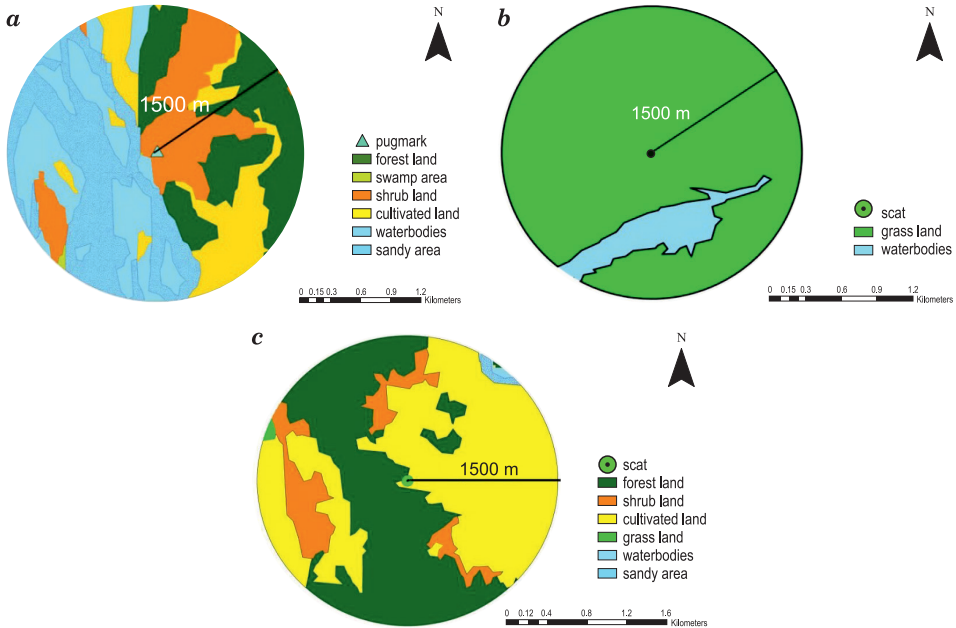 a
N
1500 m
pugmark
forest land
swamp area
shrub land
cultivated land
waterbodies
sandy area
0 0.15 0.3 0.6 0.9 1.2
Kilometers
b
N
1500 m
scat
grass land
waterbodies
0 0.15 0.3 0.6 0.9 1.2
Kilometers
c
N
1500 m
scat
forest land
shrub land
cultivated land
grass land
waterbodies
sandy area
0 0.12 0.4 0.8 1.2 1.6
Kilometers